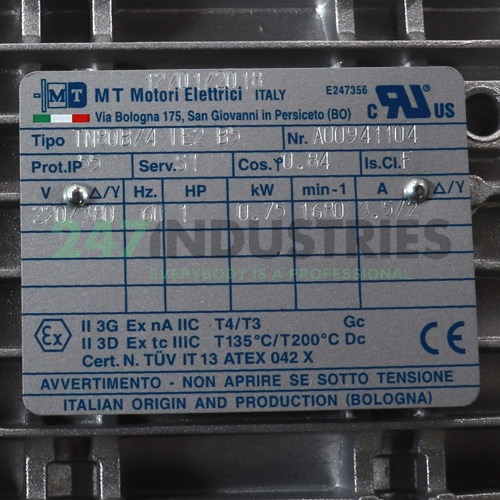 12/01/2018
MT MT Motori Elettrici ITALY E247356
Via Bologna 175, San Giovanni in Persiceto (BO) C RU US
Tipo TN80B/4 IE2 B5 Nr. A00941104
Prot.IP 55 Serv. S1 Cos.φ 0.84 Is.Cl. F
V △/Y Hz. HP kW min-1 A △/Y
220/380 60 1 0.75 1680 3.5/2
247INDUSTRIES
EVERYBODY IS A PROFESSIONAL
Ex II 3G Ex nA IIC T4/T3 Gc
II 3D Ex tc IIIC T135°C/T200°C Dc CE
Cert. N. TÜV IT 13 ATEX 042 X
AVVERTIMENTO - NON APRIRE SE SOTTO TENSIONE
ITALIAN ORIGIN AND PRODUCTION (BOLOGNA)